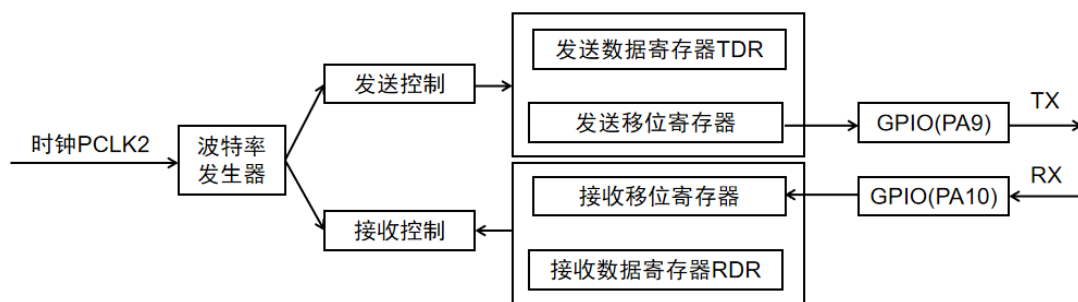 发送数据寄存器TDR
发送控制
发送移位寄存器
GPIO(PA9)
TX
时钟PCLK2
波特率
发生器
接收移位寄存器
GPIO(PA10)
RX
接收控制
接收数据寄存器RDR